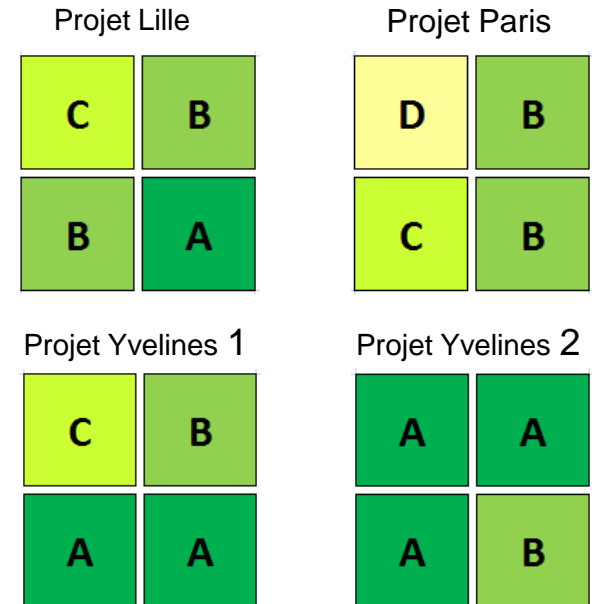 Projet Lille
C B
B A
Projet Paris
D B
C B
Projet Yvelines 1
C B
A A
Projet Yvelines 2
A A
A B